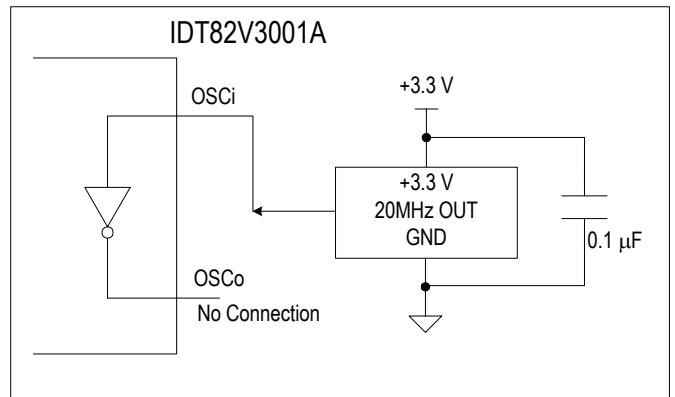 IDT82V3001A
OSCi
+3.3 V
+3.3 V
20MHz OUT
GND
0.1 μF
OSCo
No Connection